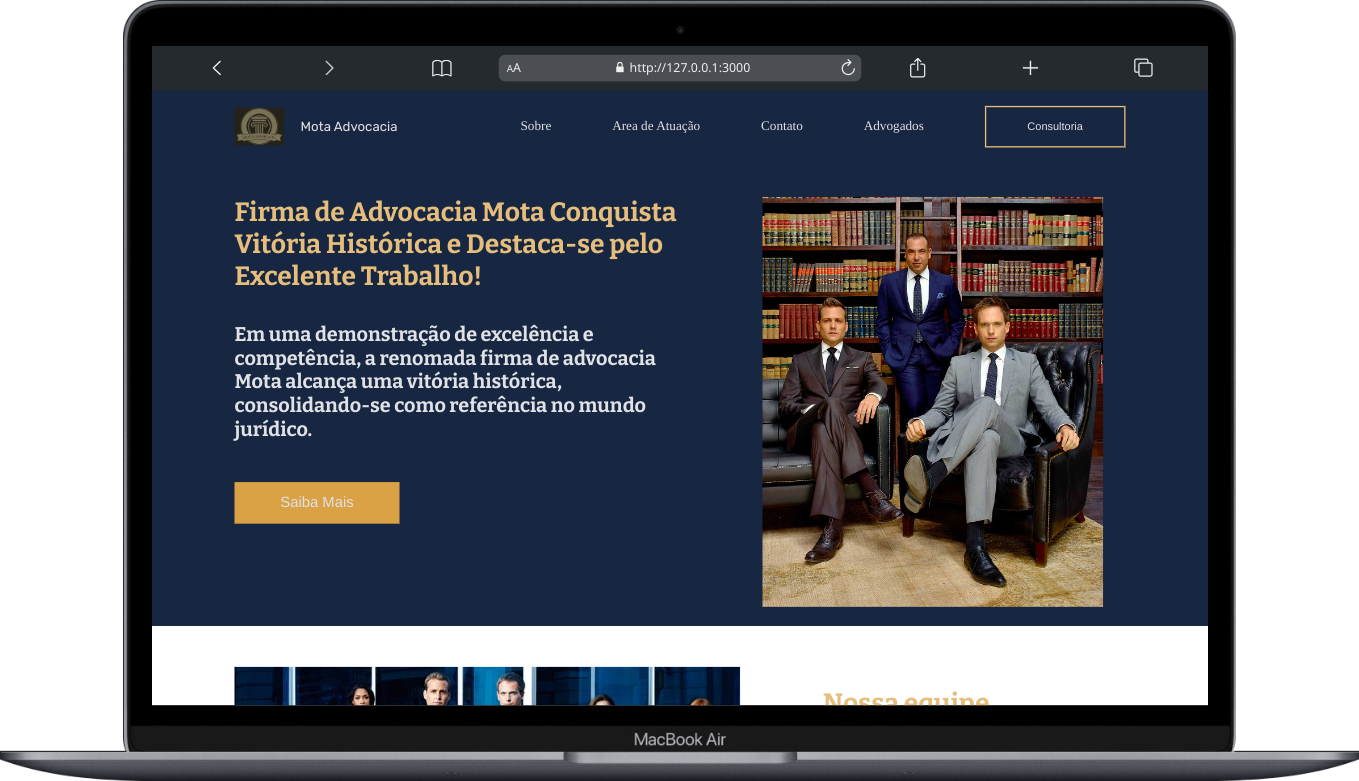 AA
http://127.0.0.1:3000
Mota Advocacia
Sobre
Area de Atuação
Contato
Advogados
Consultoria
Firma de Advocacia Mota Conquista
Vitória Histórica e Destaca-se pelo
Excelente Trabalho!
Em uma demonstração de excelência e
competência, a renomada firma de advocacia
Mota alcança uma vitória histórica,
consolidando-se como referência no mundo
jurídico.
Saiba Mais
Nossa equipe
MacBook Air